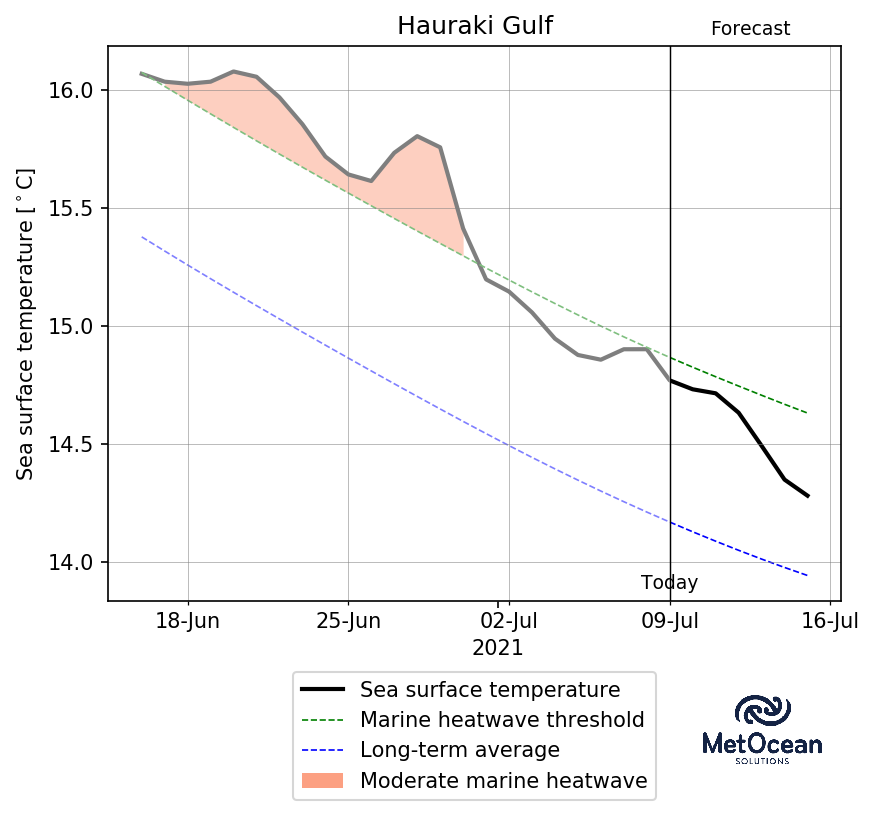 Hauraki Gulf
Forecast
Sea surface temperature [°C]
16.0
15.5
15.0
14.5
14.0
Today
18-Jun
25-Jun
02-Jul
09-Jul
16-Jul
2021
Sea surface temperature
Marine heatwave threshold
Long-term average
Moderate marine heatwave
MetOcean
SOLUTIONS